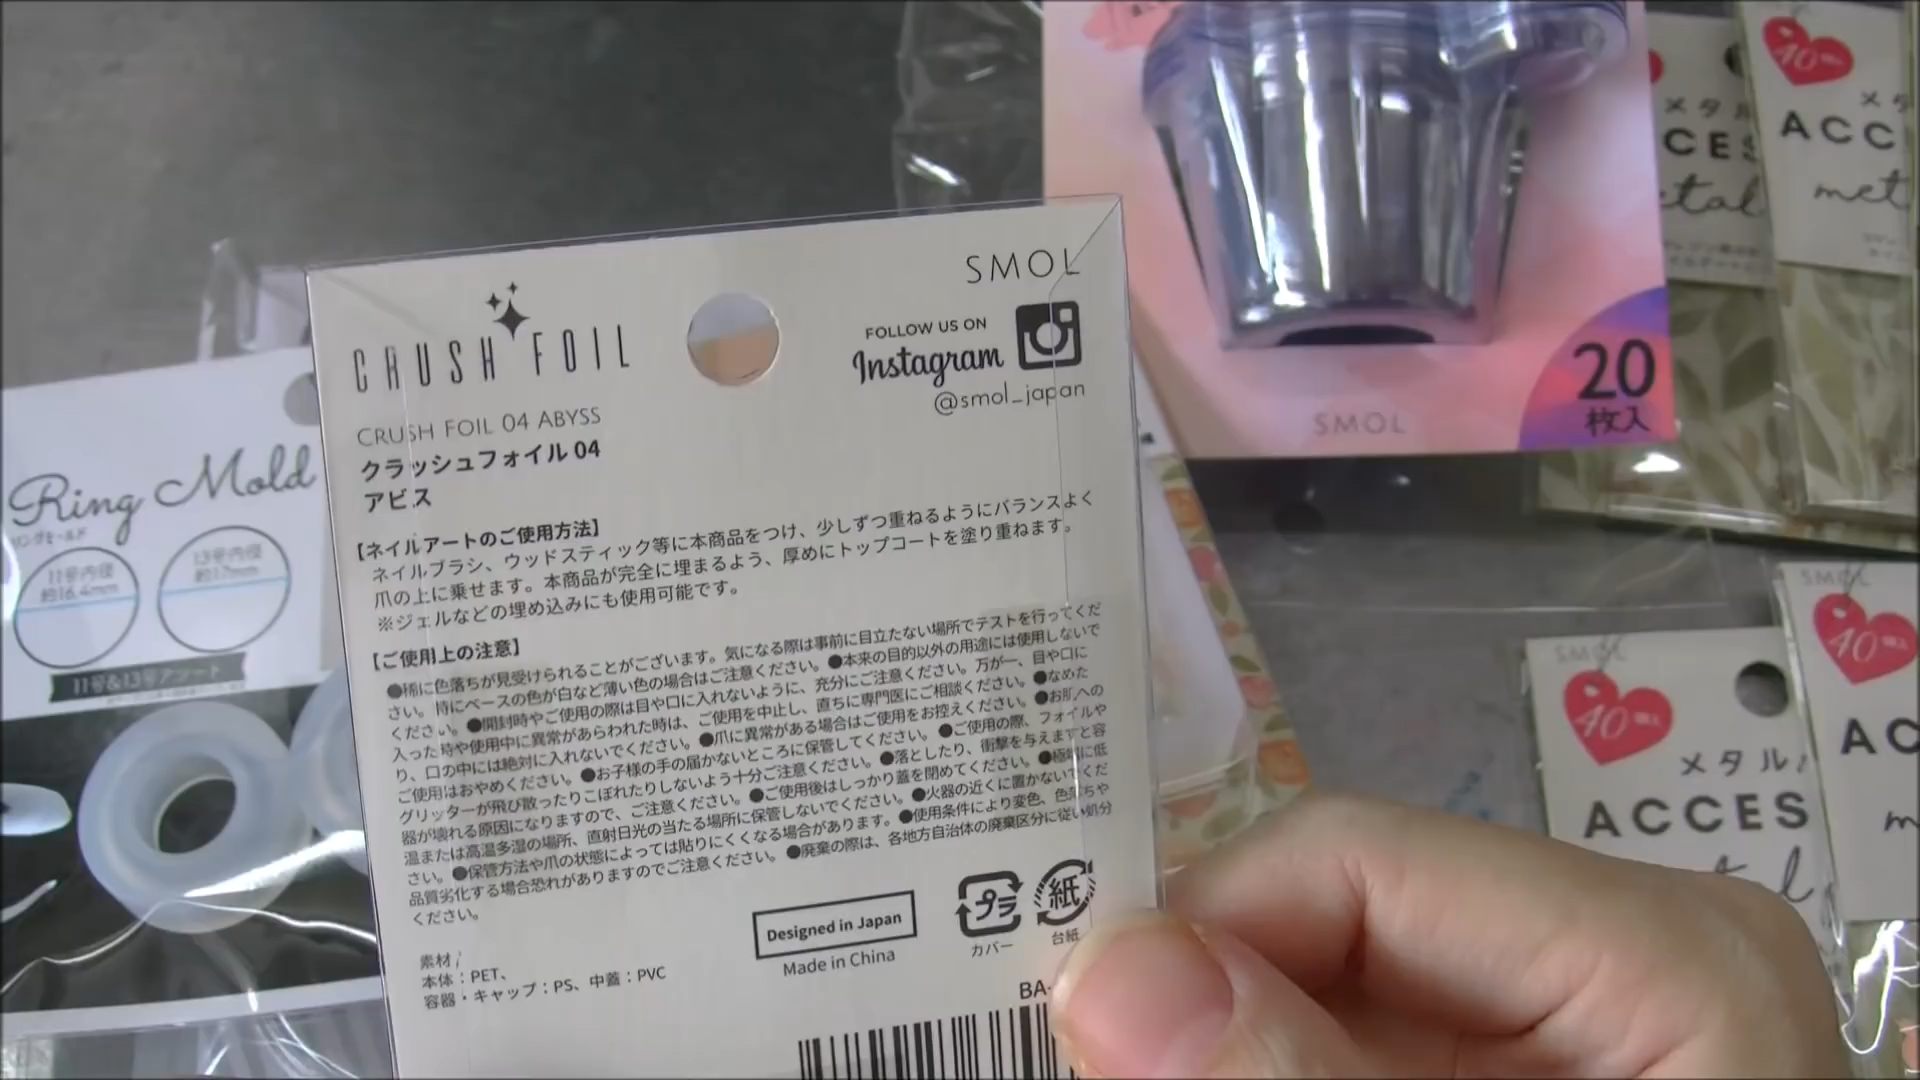 SMOL
CRUSH FOIL
FOLLOW US ON
Instagram
@smol_japan
CRUSH FOIL 04 ABYSS
クラッシュフォイル 04
アビス
【ネイルアートのご使用方法】
ネイルブラシ、ウッドスティック等に本商品をつけ、少しずつ重ねるようにバランスよく
爪の上に乗せます。本商品が完全に埋まるよう、厚めにトップコートを塗り重ねます。
※ジェルなどの埋め込みにも使用可能です。
【ご使用上の注意】
●稀に色落ちが見受けられることがございます。気になる際は事前に目立たない場所でテストを行ってくだ
さい。特にベースの色が白など薄い色の場合はご注意ください。●本来の目的以外の用途には使用しないで
ください。●開封時やご使用の際は目や口に入れないように、充分にご注意ください。万が一、目や口に
入った時や使用中に異常があらわれた時は、ご使用を中止し、直ちに専門医にご相談ください。●なめた
り、口の中には絶対に入れないでください。●爪に異常がある場合はご使用をお控えください。●お肌への
ご使用はおやめください。●お子様の手の届かないところに保管してください。●ご使用の際、フォイルや
グリッターが飛び散ったりこぼれたりしないよう十分ご注意ください。●落としたり、衝撃を与えますと容
器が壊れる原因になりますので、ご注意ください。●ご使用後はしっかり蓋を閉めてください。●極端に低
温または高温多湿の場所、直射日光の当たる場所に保管しないでください。●火器の近くに置かないでくだ
さい。●保管方法や爪の状態によっては貼りにくくなる場合があります。●使用条件により変色、色落ちや
品質劣化する場合恐れがありますのでご注意ください。●廃棄の際は、各地方自治体の廃棄区分に従い処分
ください。
素材/
本体:PET、
容器・キャップ:PS、中蓋:PVC
Designed in Japan
Made in China
プラ
カバー
紙
台紙
BA-
Ring Mold
リングモールド
11号内径
約16.4mm
13号内径
約17mm
11号&13号アソート
20
枚入
SMOL
メタル
CES
etal
40
メタ
ACC
met
SMOL
40
メタル
ACCES
SMOL
40
AC
m